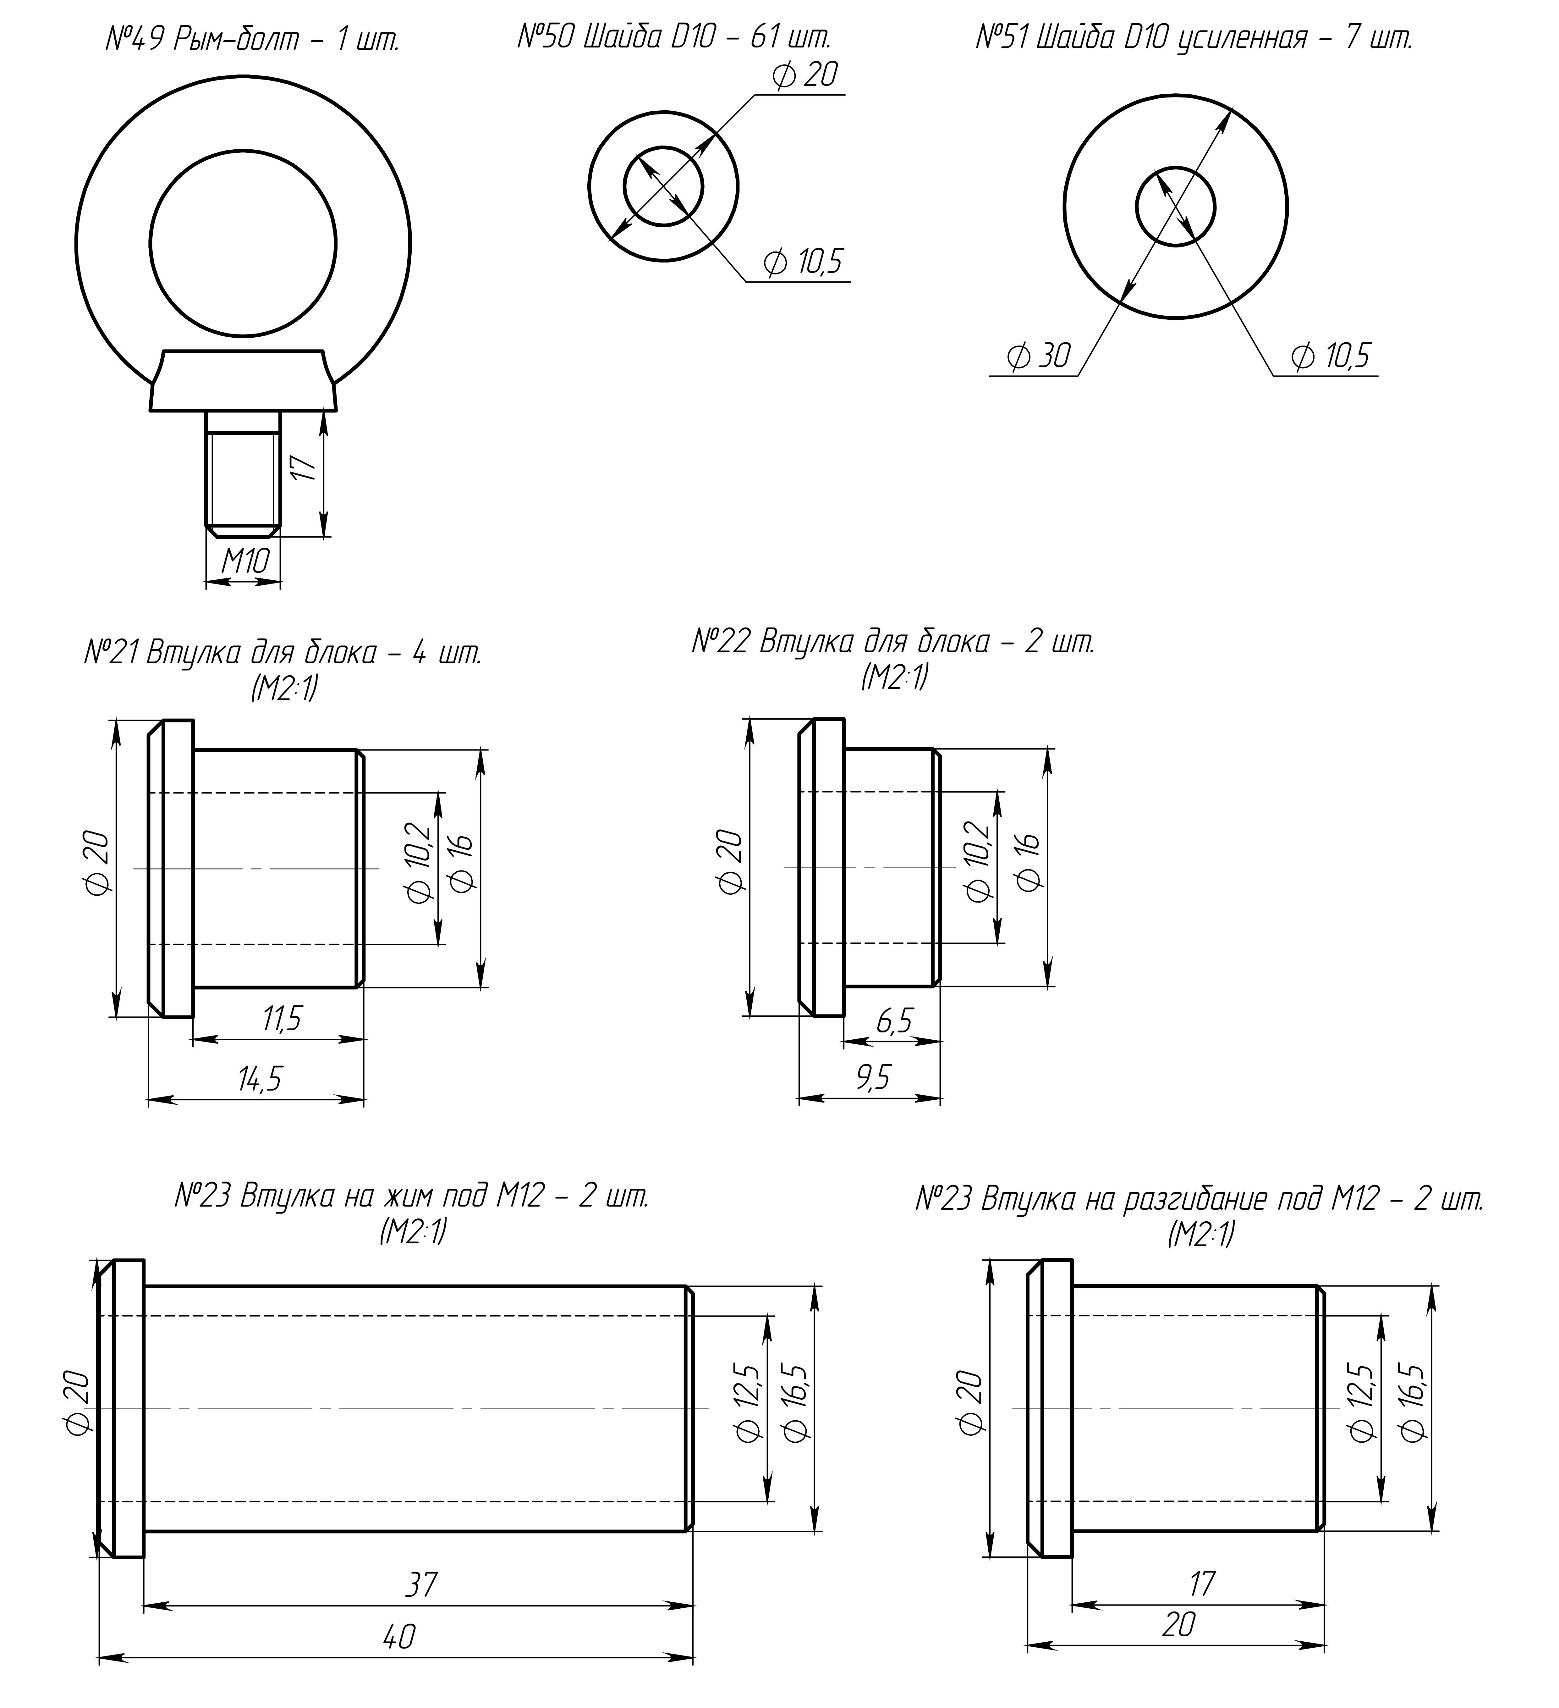 №49 Рым-болт - 1 шт.
№50 Шайба D10 - 61 шт.
№51 Шайба D10 усиленная - 7 шт.
⌀ 20
⌀ 10,5
⌀ 30
⌀ 10,5
17
М10
№21 Втулка для блока - 4 шт.
(М2:1)
⌀ 20
⌀ 10,2
⌀ 16
11,5
14,5
№22 Втулка для блока - 2 шт.
(М2:1)
⌀ 20
⌀ 10,2
⌀ 16
6,5
9,5
№23 Втулка на жим под М12 - 2 шт.
(М2:1)
⌀ 20
⌀ 12,5
⌀ 16,5
37
40
№23 Втулка на разгибание под М12 - 2 шт.
(М2:1)
⌀ 20
⌀ 12,5
⌀ 16,5
17
20